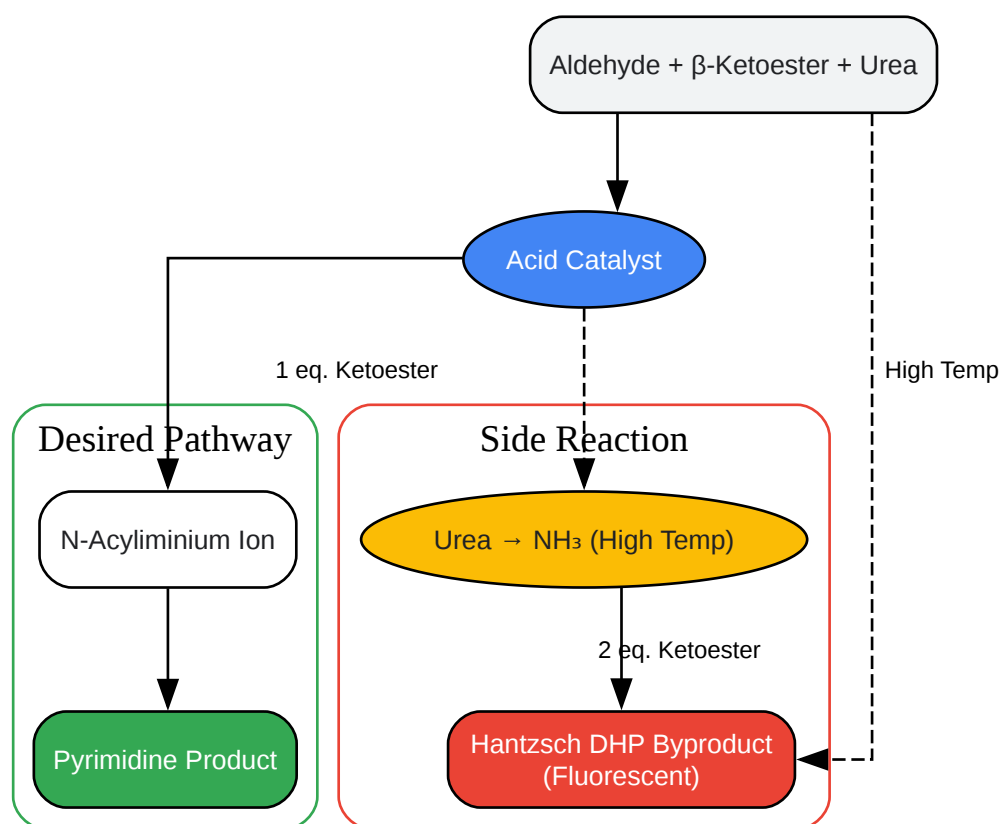 Aldehyde + β-Ketoester + Urea
Acid Catalyst
1 eq. Ketoester
High Temp
Desired Pathway
Side Reaction
N-Acyliminium Ion
Urea → NH₃ (High Temp)
2 eq. Ketoester
Pyrimidine Product
Hantzsch DHP Byproduct
(Fluorescent)